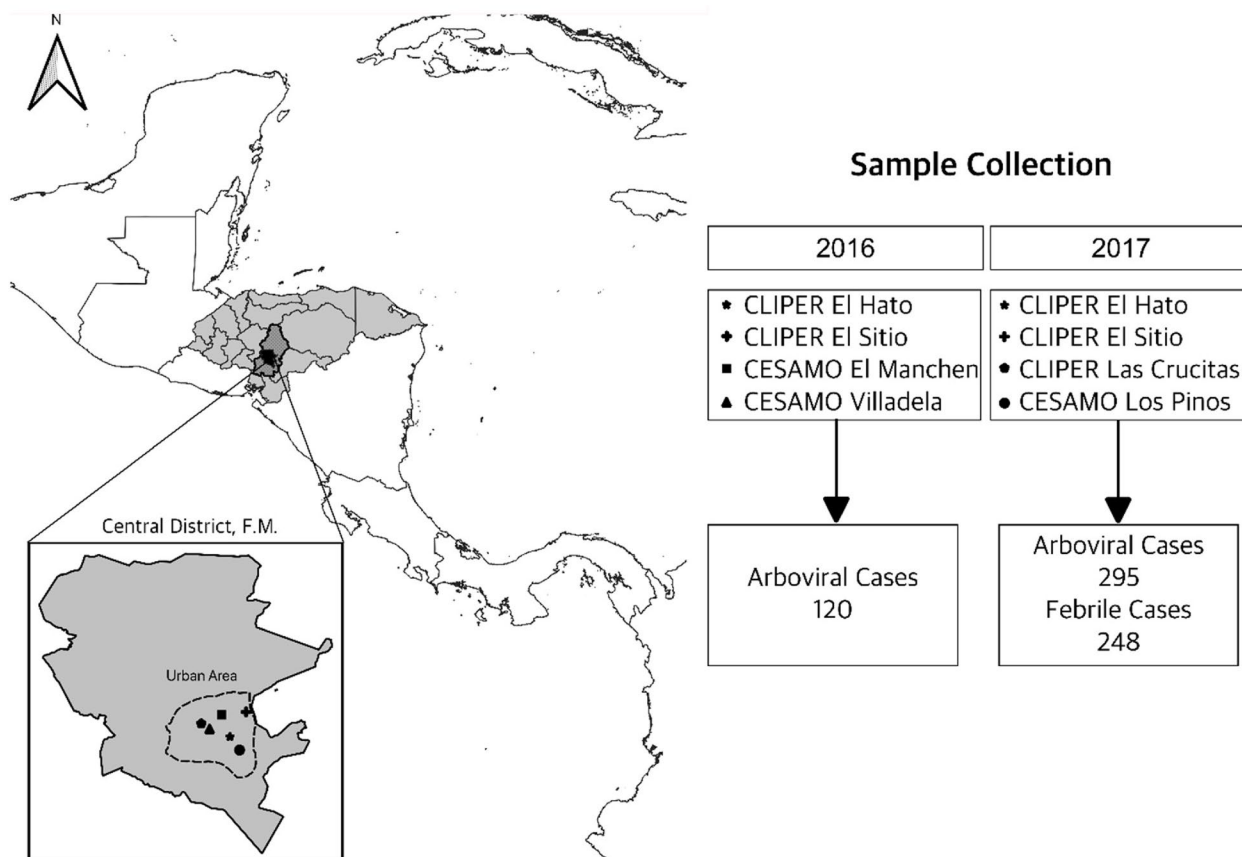 N
Central District, F.M.
Urban Area
Sample Collection
2016
CLIPER El Hato
CLIPER El Sitio
CESAMO El Manchen
CESAMO Villadela
Arboviral Cases
120
2017
CLIPER El Hato
CLIPER El Sitio
CLIPER Las Crucitas
CESAMO Los Pinos
Arboviral Cases
295
Febrile Cases
248